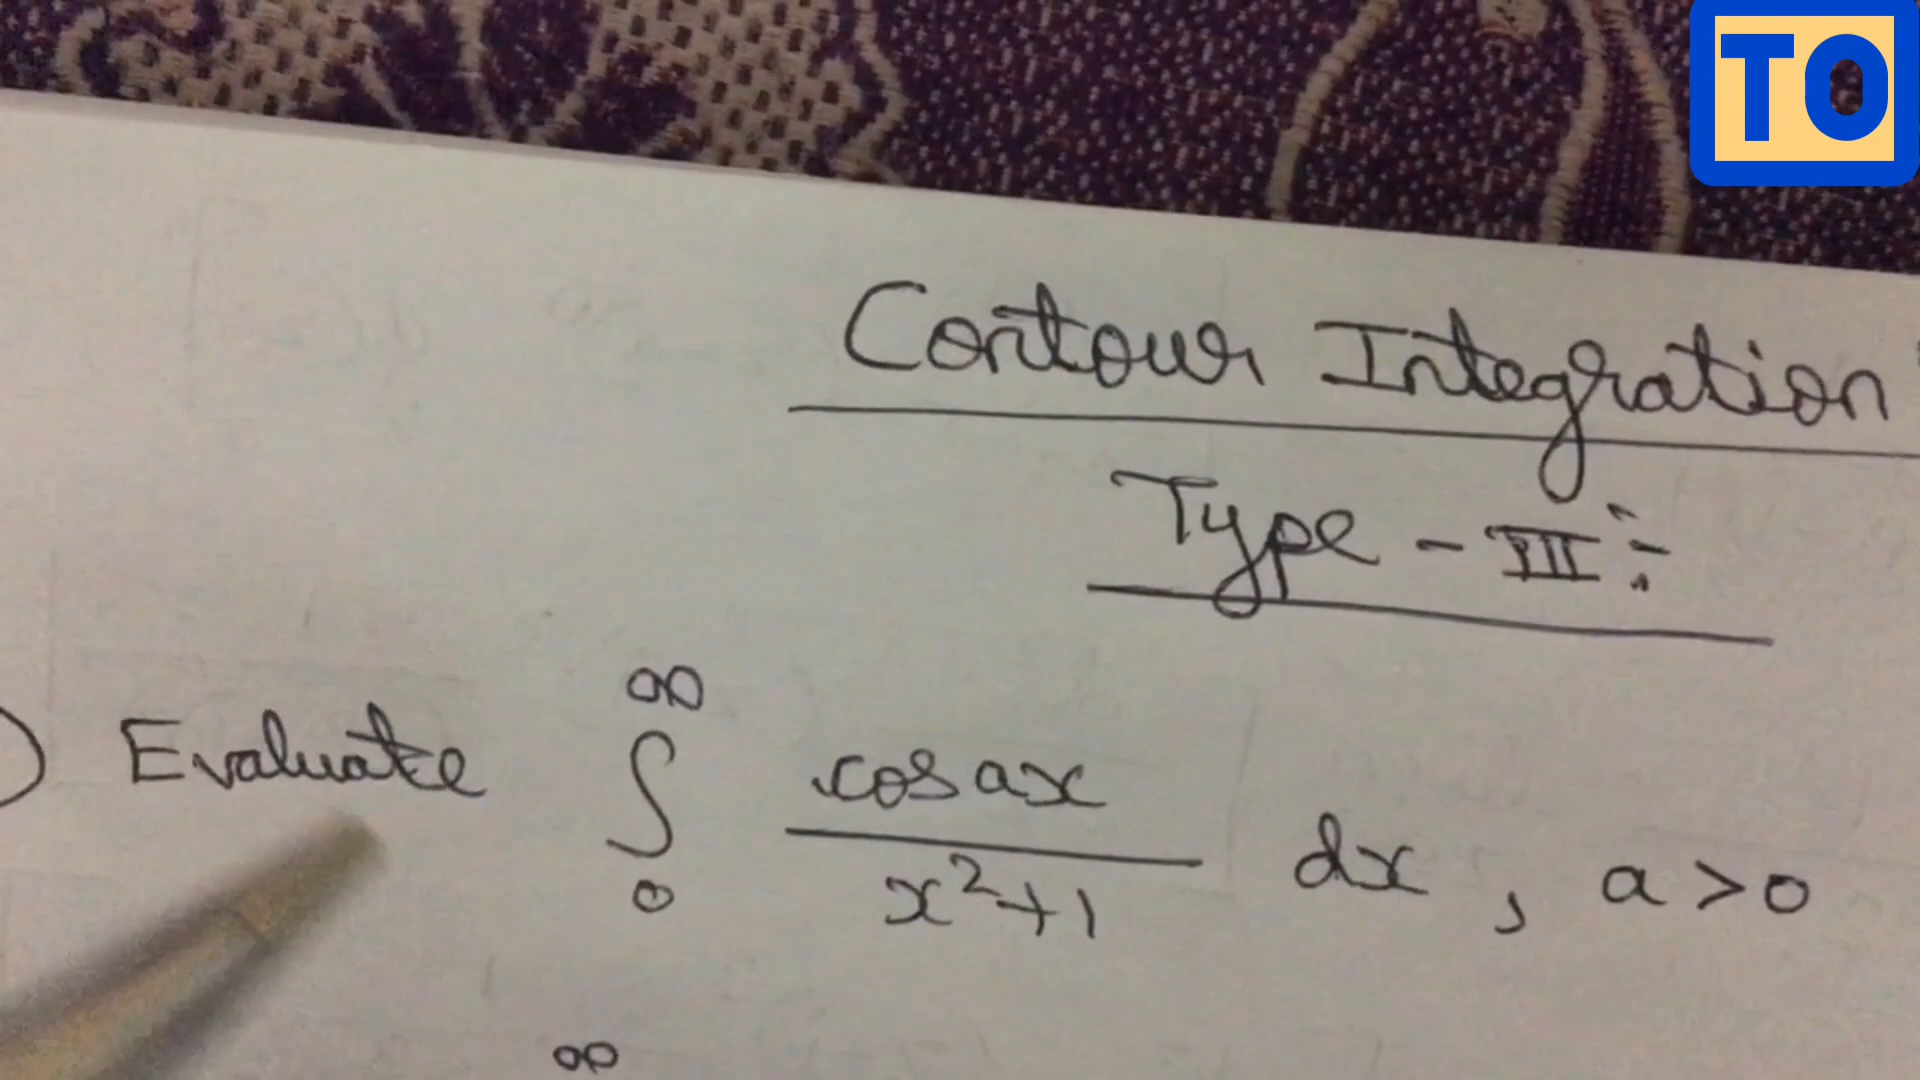 TO
Contour Integration
Type - III :-
) Evaluate ∫₀^∞ cos ax / x²+1 dx , a > 0
∞